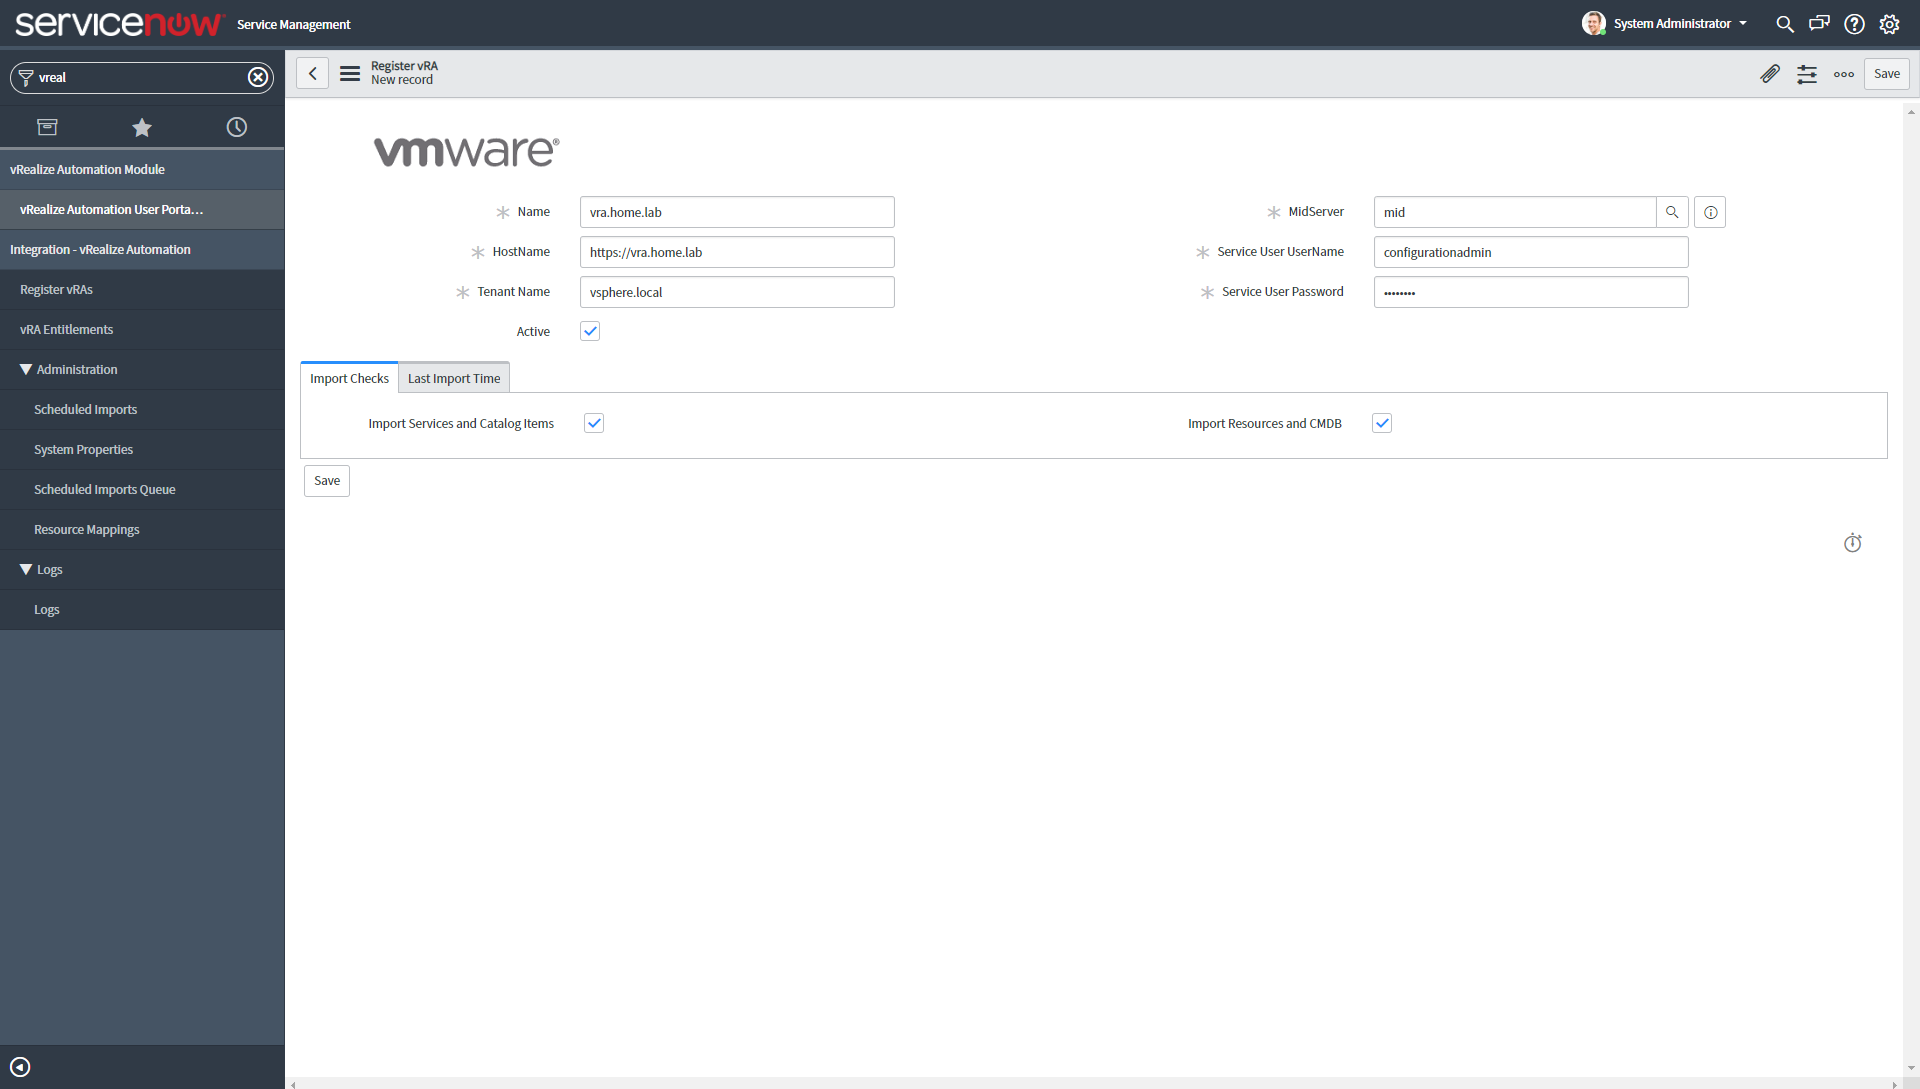 servicenow Service Management
System Administrator
vreal
vRealize Automation Module
vRealize Automation User Porta...
Integration - vRealize Automation
Register vRAs
vRA Entitlements
Administration
Scheduled Imports
System Properties
Scheduled Imports Queue
Resource Mappings
Logs
Logs
Register vRA
New record
Save
vmware®
Name vra.home.lab
MidServer mid
HostName https://vra.home.lab
Service User UserName configurationadmin
Tenant Name vsphere.local
Service User Password ••••••••
Active
Import Checks Last Import Time
Import Services and Catalog Items
Import Resources and CMDB
Save